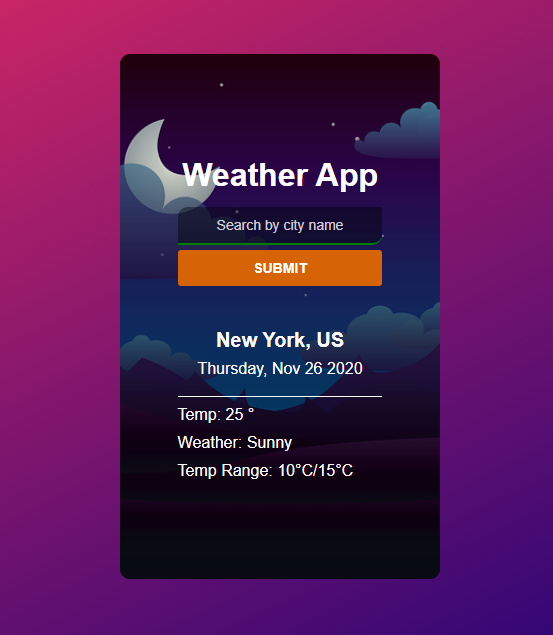 Weather App
Search by city name
SUBMIT
New York, US
Thursday, Nov 26 2020
Temp: 25 °
Weather: Sunny
Temp Range: 10°C/15°C